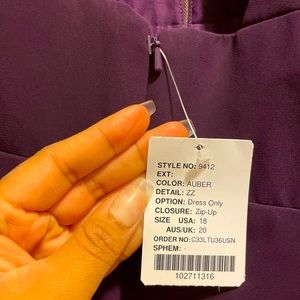 STYLE NO: 9412
EXT:
COLOR: AUBER
DETAIL: ZZ
OPTION: Dress Only
CLOSURE: Zip-Up
SIZE USA: 18
AUS/UK: 20
ORDER NO: C33LTU36USN
SPHEM: -
102711316